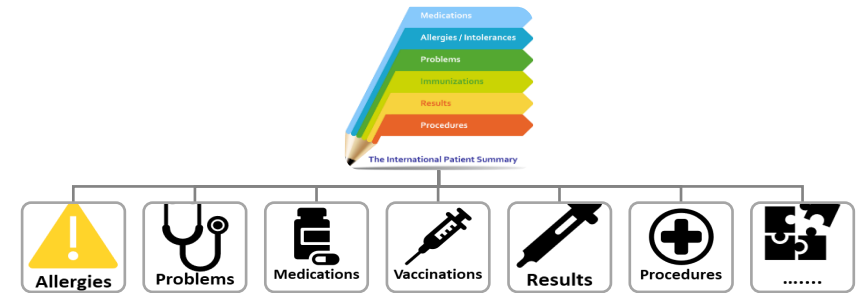 Medications
Allergies / Intolerances
Problems
Immunizations
Results
Procedures
The International Patient Summary
Allergies
Problems
Medications
Vaccinations
Results
Procedures
.......